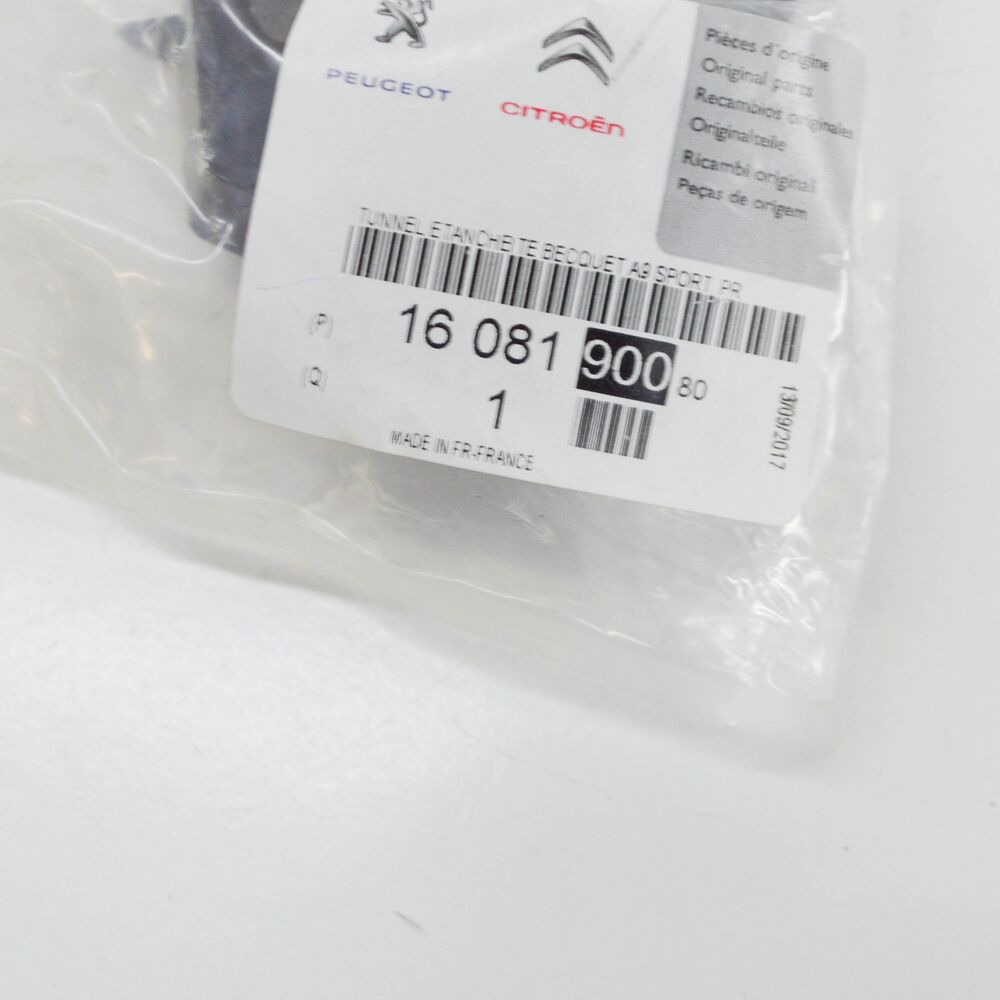 PEUGEOT
CITROËN
Pièces d'origine
Original parts
Recambios originales
Originalteile
Ricambi originali
Peças de origem
TUNNEL ETANCHEITE BECQUET A9 SPORT, PR
(P) 16 081 900 80
(Q) 1
MADE IN FR-FRANCE
13/09/2017